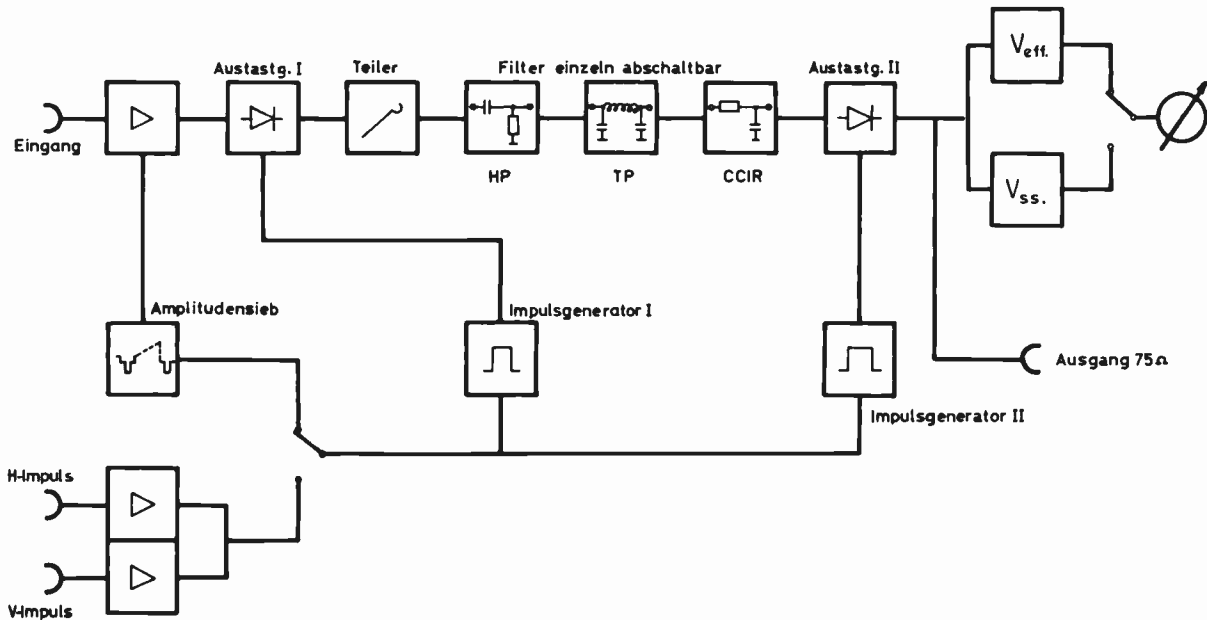 Austastg. I
Teiler
Filter einzeln abschaltbar
Austastg. II
Veff.
Eingang
HP
TP
CCIR
Vss.
Amplitudensieb
Impulsgenerator I
Ausgang 75Ω
Impulsgenerator II
H-Impuls
V-Impuls